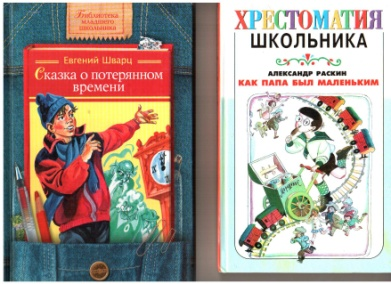 Библиотека
младшего
школьника
Евгений Шварц
Сказка о потерянном
времени
ХРЕСТОМАТИЯ
ШКОЛЬНИКА
АЛЕКСАНДР РАСКИН
КАК ПАПА БЫЛ МАЛЕНЬКИМ